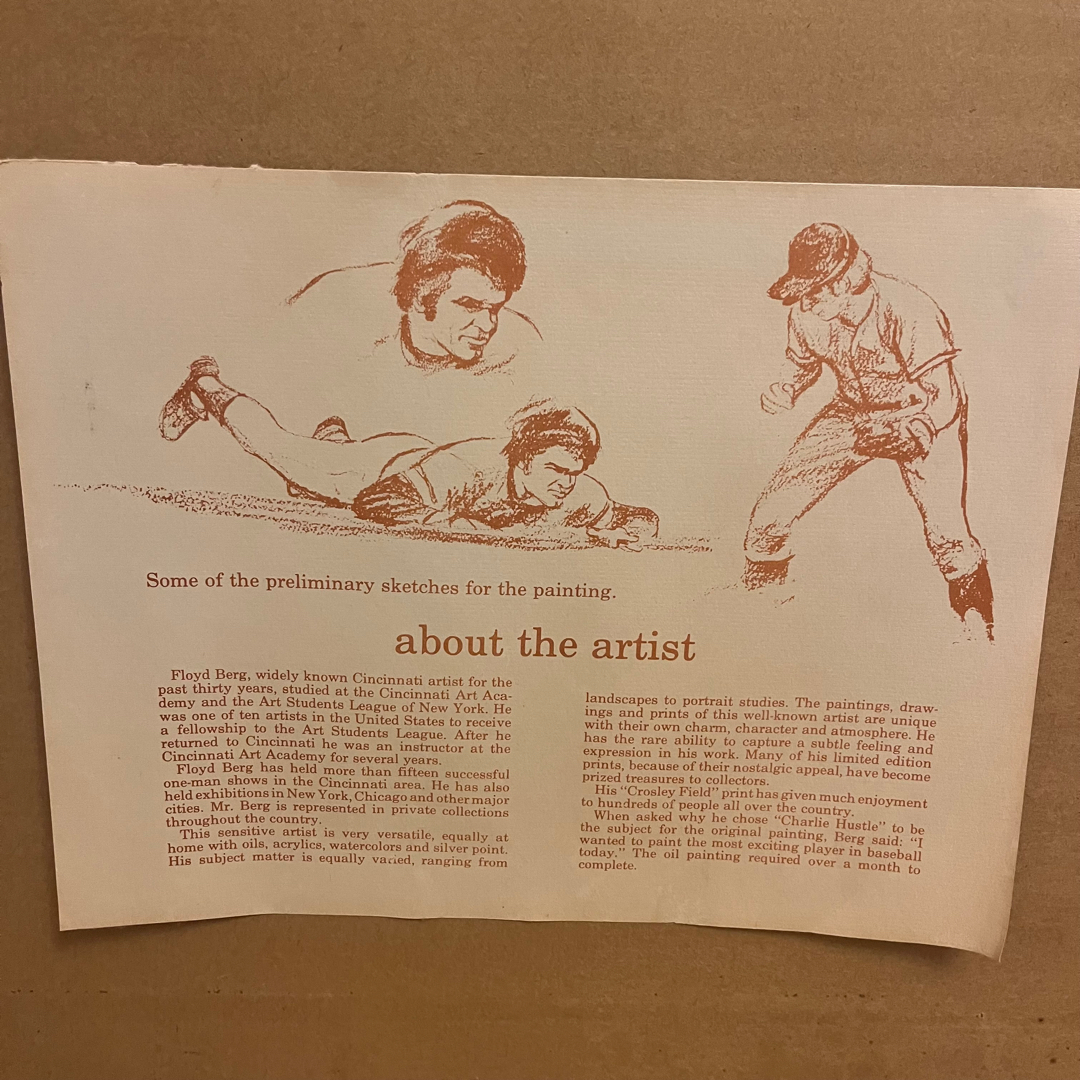 Some of the preliminary sketches for the painting.
about the artist
Floyd Berg, widely known Cincinnati artist for the
past thirty years, studied at the Cincinnati Art Aca-
demy and the Art Students League of New York. He
was one of ten artists in the United States to receive
a fellowship to the Art Students League. After he
returned to Cincinnati he was an instructor at the
Cincinnati Art Academy for several years.
Floyd Berg has held more than fifteen successful
one-man shows in the Cincinnati area. He has also
held exhibitions in New York, Chicago and other major
cities. Mr. Berg is represented in private collections
throughout the country.
This sensitive artist is very versatile, equally at
home with oils, acrylics, watercolors and silver point.
His subject matter is equally varied, ranging from
landscapes to portrait studies. The paintings, draw-
ings and prints of this well-known artist are unique
with their own charm, character and atmosphere. He
has the rare ability to capture a subtle feeling and
expression in his work. Many of his limited edition
prints, because of their nostalgic appeal, have become
prized treasures to collectors.
His "Crosley Field" print has given much enjoyment
to hundreds of people all over the country.
When asked why he chose "Charlie Hustle" to be
the subject for the original painting, Berg said: "I
wanted to paint the most exciting player in baseball
today." The oil painting required over a month to
complete.